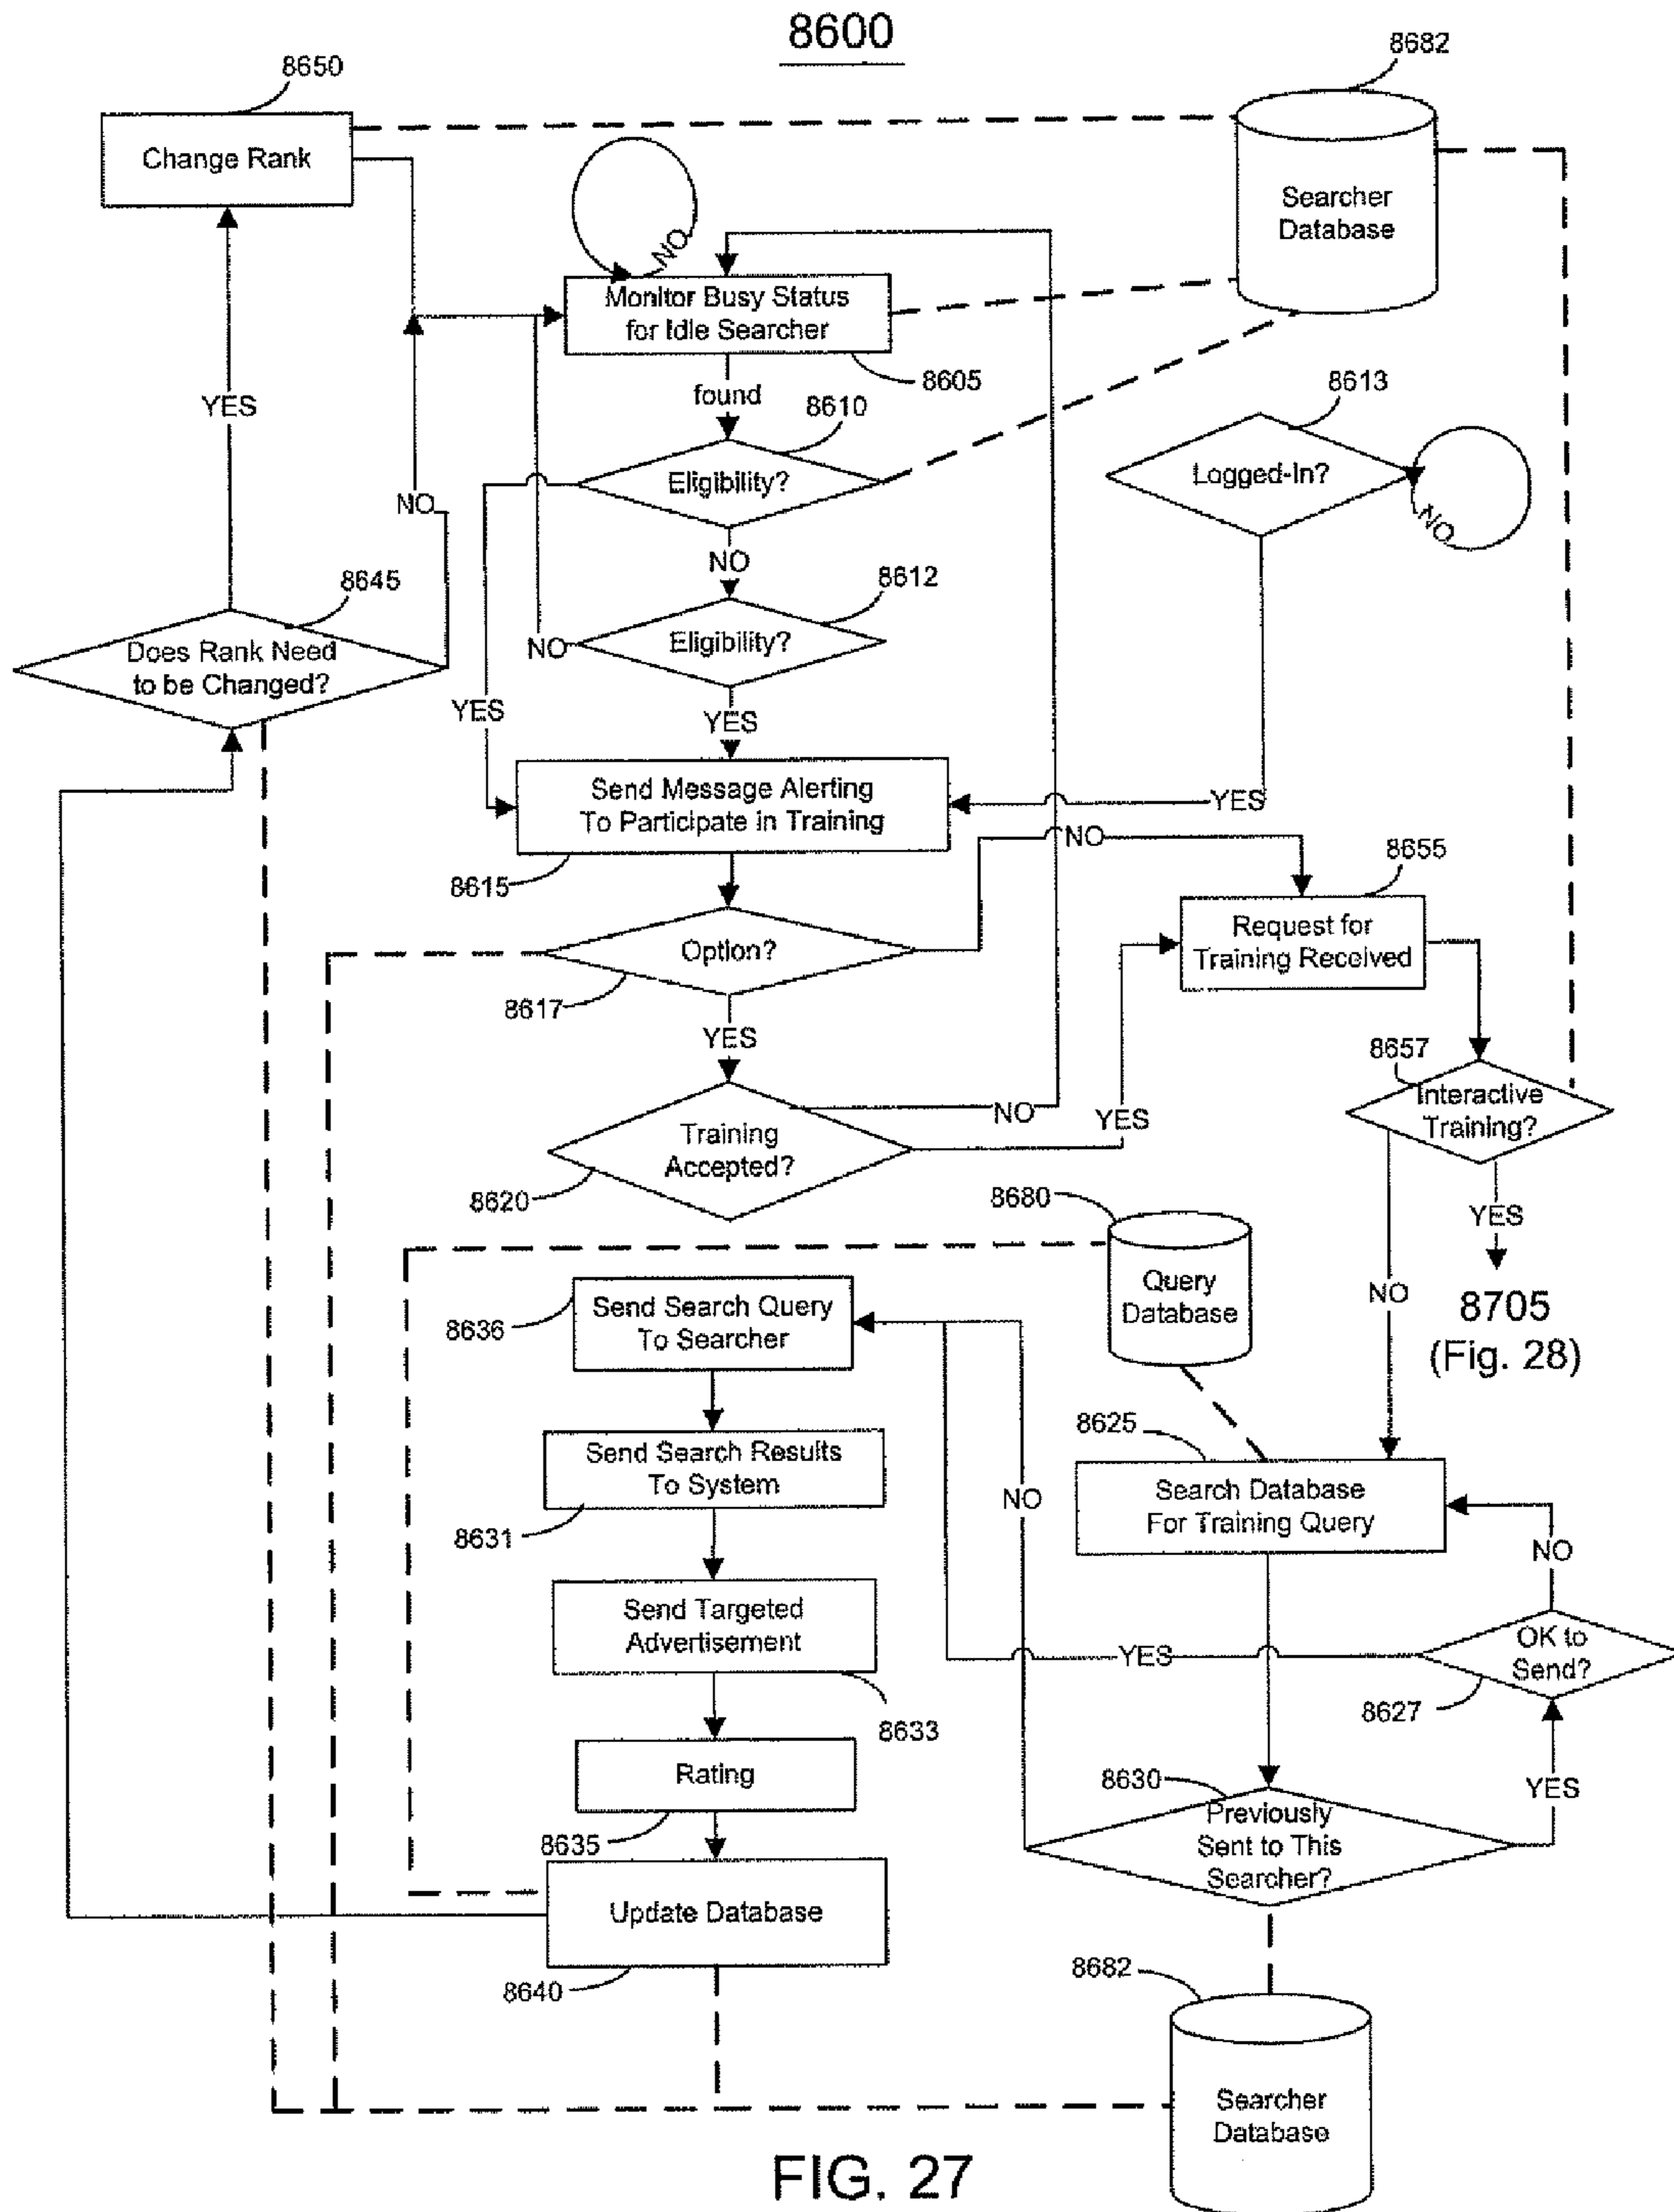 8600
8650
8682
Change Rank
Searcher
Database
NO
Monitor Busy Status
for Idle Searcher
8605
found
8613
YES
8610
Logged-In?
Eligibility?
NO
NO
NO
8612
8645
Eligibility?
NO
Does Rank Need
to be Changed?
YES
YES
Send Message Alerting
To Participate in Training
YES
NO
8655
8615
Request for
Training Received
Option?
8617
YES
8657
Interactive
Training?
NO
YES
Training
Accepted?
8620
8680
YES
Query
Database
NO
8705
(Fig. 28)
Send Search Query
To Searcher
8636
8625
Send Search Results
To System
8631
NO
Search Database
For Training Query
NO
Send Targeted
Advertisement
OK to
Send?
YES
8627
8633
Rating
8630
YES
Previously
Sent to This
Searcher?
8635
Update Database
8640
8682
Searcher
Database
FIG. 27